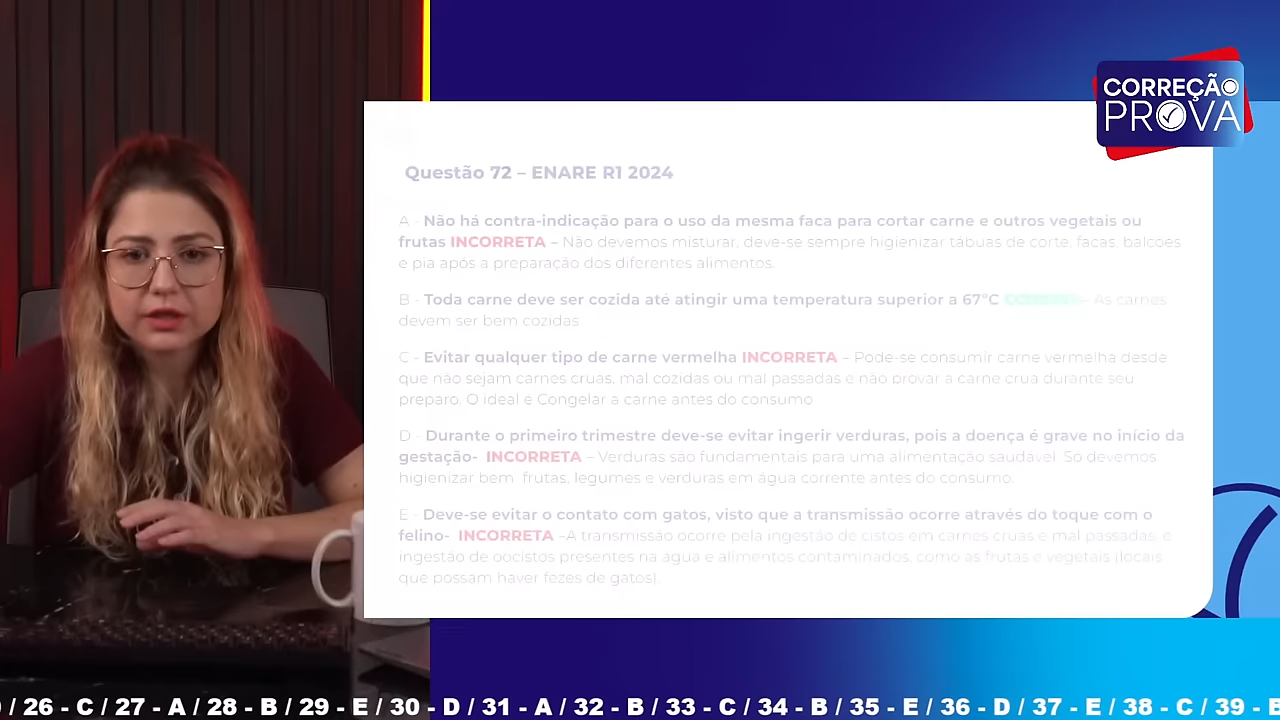 CORREÇÃO
PROVA
Questão 72 – ENARE R1 2024
A - Não há contra-indicação para o uso da mesma faca para cortar carne e outros vegetais ou
frutas INCORRETA – Não devemos misturar, deve-se sempre higienizar tábuas de corte, facas, balcões
e pia após a preparação dos diferentes alimentos.
B - Toda carne deve ser cozida até atingir uma temperatura superior a 67ºC – As carnes
devem ser bem cozidas
C - Evitar qualquer tipo de carne vermelha INCORRETA – Pode-se consumir carne vermelha desde
que não sejam carnes cruas, mal cozidas ou mal passadas e não provar a carne crua durante seu
preparo. O ideal e Congelar a carne antes do consumo
D - Durante o primeiro trimestre deve-se evitar ingerir verduras, pois a doença é grave no início da
gestação- INCORRETA – Verduras são fundamentais para uma alimentação saudável. Só devemos
higienizar bem frutas, legumes e verduras em água corrente antes do consumo.
E - Deve-se evitar o contato com gatos, visto que a transmissão ocorre através do toque com o
felino- INCORRETA –A transmissão ocorre pela ingestão de cistos em carnes cruas e mal passadas, e
ingestão de oocistos presentes na água e alimentos contaminados, como as frutas e vegetais (locais
que possam haver fezes de gatos).
/ 26 - C / 27 - A / 28 - B / 29 - E / 30 - D / 31 - A / 32 - B / 33 - C / 34 - B / 35 - E / 36 - D / 37 - E / 38 - C / 39 -